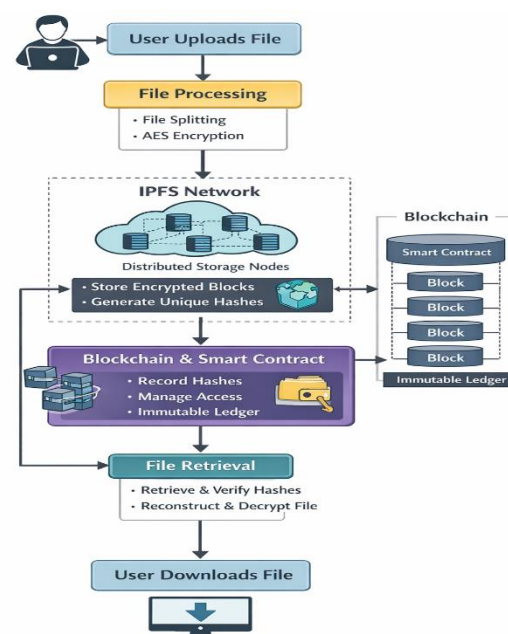 User Uploads File
File Processing
• File Splitting
• AES Encryption
IPFS Network
Distributed Storage Nodes
• Store Encrypted Blocks
• Generate Unique Hashes
Blockchain
Smart Contract
Block
Block
Block
Block
Immutable Ledger
Blockchain & Smart Contract
• Record Hashes
• Manage Access
• Immutable Ledger
File Retrieval
• Retrieve & Verify Hashes
• Reconstruct & Decrypt File
User Downloads File